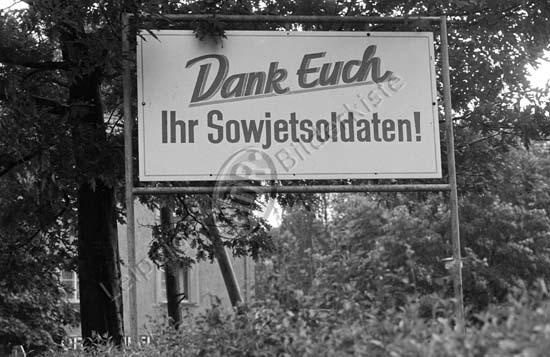 Dank Euch,
Ihr Sowjetsoldaten!